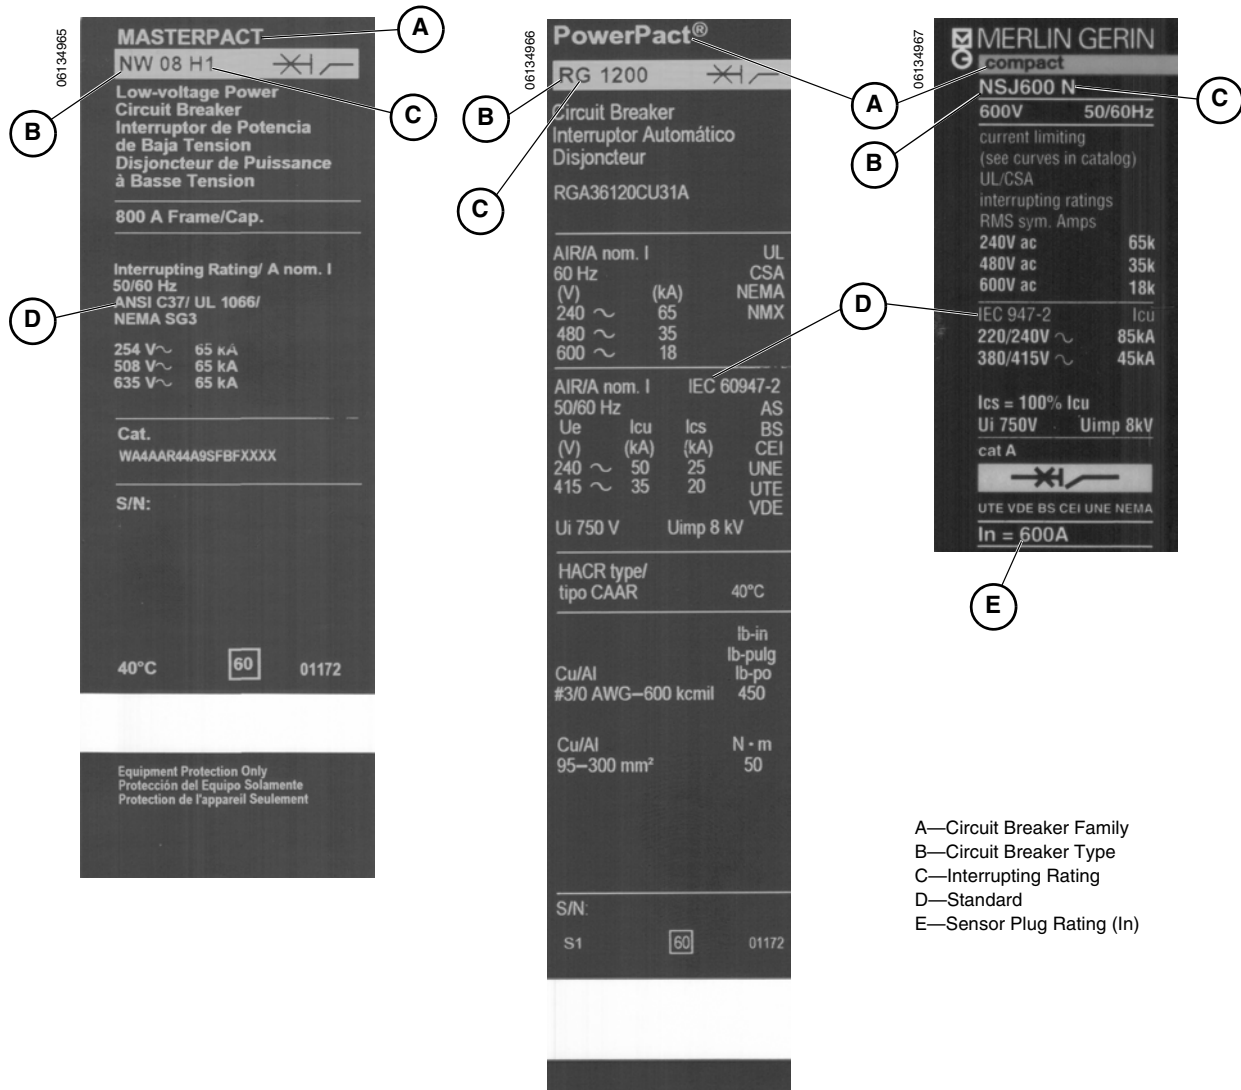 06134965
MASTERPACT
A
NW 08 H1
B
C
Low-voltage Power
Circuit Breaker
Interruptor de Potencia
de Baja Tension
Disjoncteur de Puissance
à Basse Tension
800 A Frame/Cap.
Interrupting Rating/ A nom. I
50/60 Hz
ANSI C37/ UL 1066/
NEMA SG3
D
254 V~ 65 kA
508 V~ 65 kA
635 V~ 65 kA
Cat.
WA4AAR44A9SFBFXXXX
S/N:
40°C 60 01172
Equipment Protection Only
Protección del Equipo Solamente
Protection de l'appareil Seulement
06134966
PowerPact®
A
RG 1200
B
C
Circuit Breaker
Interruptor Automático
Disjoncteur
RGA36120CU31A
AIR/A nom. I UL
60 Hz CSA
(V) (kA) NEMA
240 ~ 65 NMX
480 ~ 35
600 ~ 18
D
AIR/A nom. I IEC 60947-2
50/60 Hz AS
Ue Icu Ics BS
(V) (kA) (kA) CEI
240 ~ 50 25 UNE
415 ~ 35 20 UTE
VDE
Ui 750 V Uimp 8 kV
HACR type/
tipo CAAR 40°C
lb-in
lb-pulg
Cu/Al lb-po
#3/0 AWG–600 kcmil 450
Cu/Al N • m
95–300 mm² 50
S/N:
S1 60 01172
06134967
MERLIN GERIN
compact
NSJ600 N
C
B
600V 50/60Hz
current limiting
(see curves in catalog)
UL/CSA
interrupting ratings
RMS sym. Amps
240V ac 65k
480V ac 35k
600V ac 18k
IEC 947-2 Icu
220/240V ~ 85kA
380/415V ~ 45kA
Ics = 100% Icu
Ui 750V Uimp 8kV
cat A
UTE VDE BS CEI UNE NEMA
In = 600A
E
A—Circuit Breaker Family
B—Circuit Breaker Type
C—Interrupting Rating
D—Standard
E—Sensor Plug Rating (In)